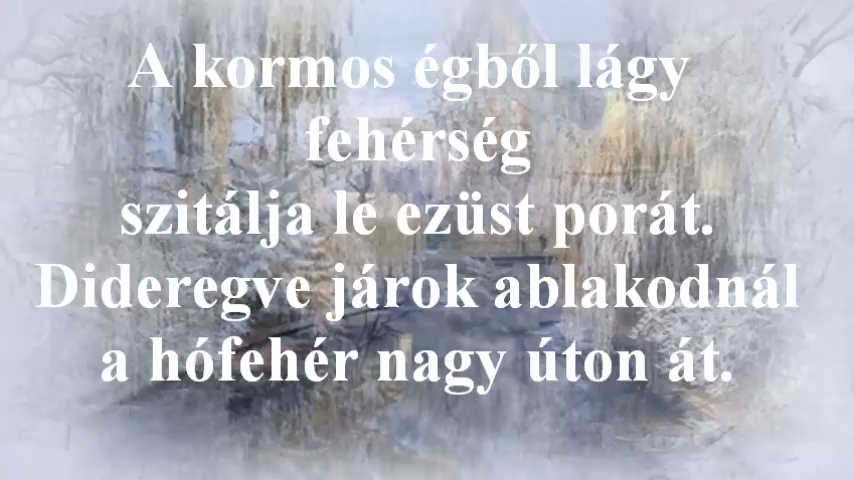 A kormos égből lágy
fehérség
szitálja le ezüst porát.
Dideregve járok ablakodnál
a hófehér nagy úton át.